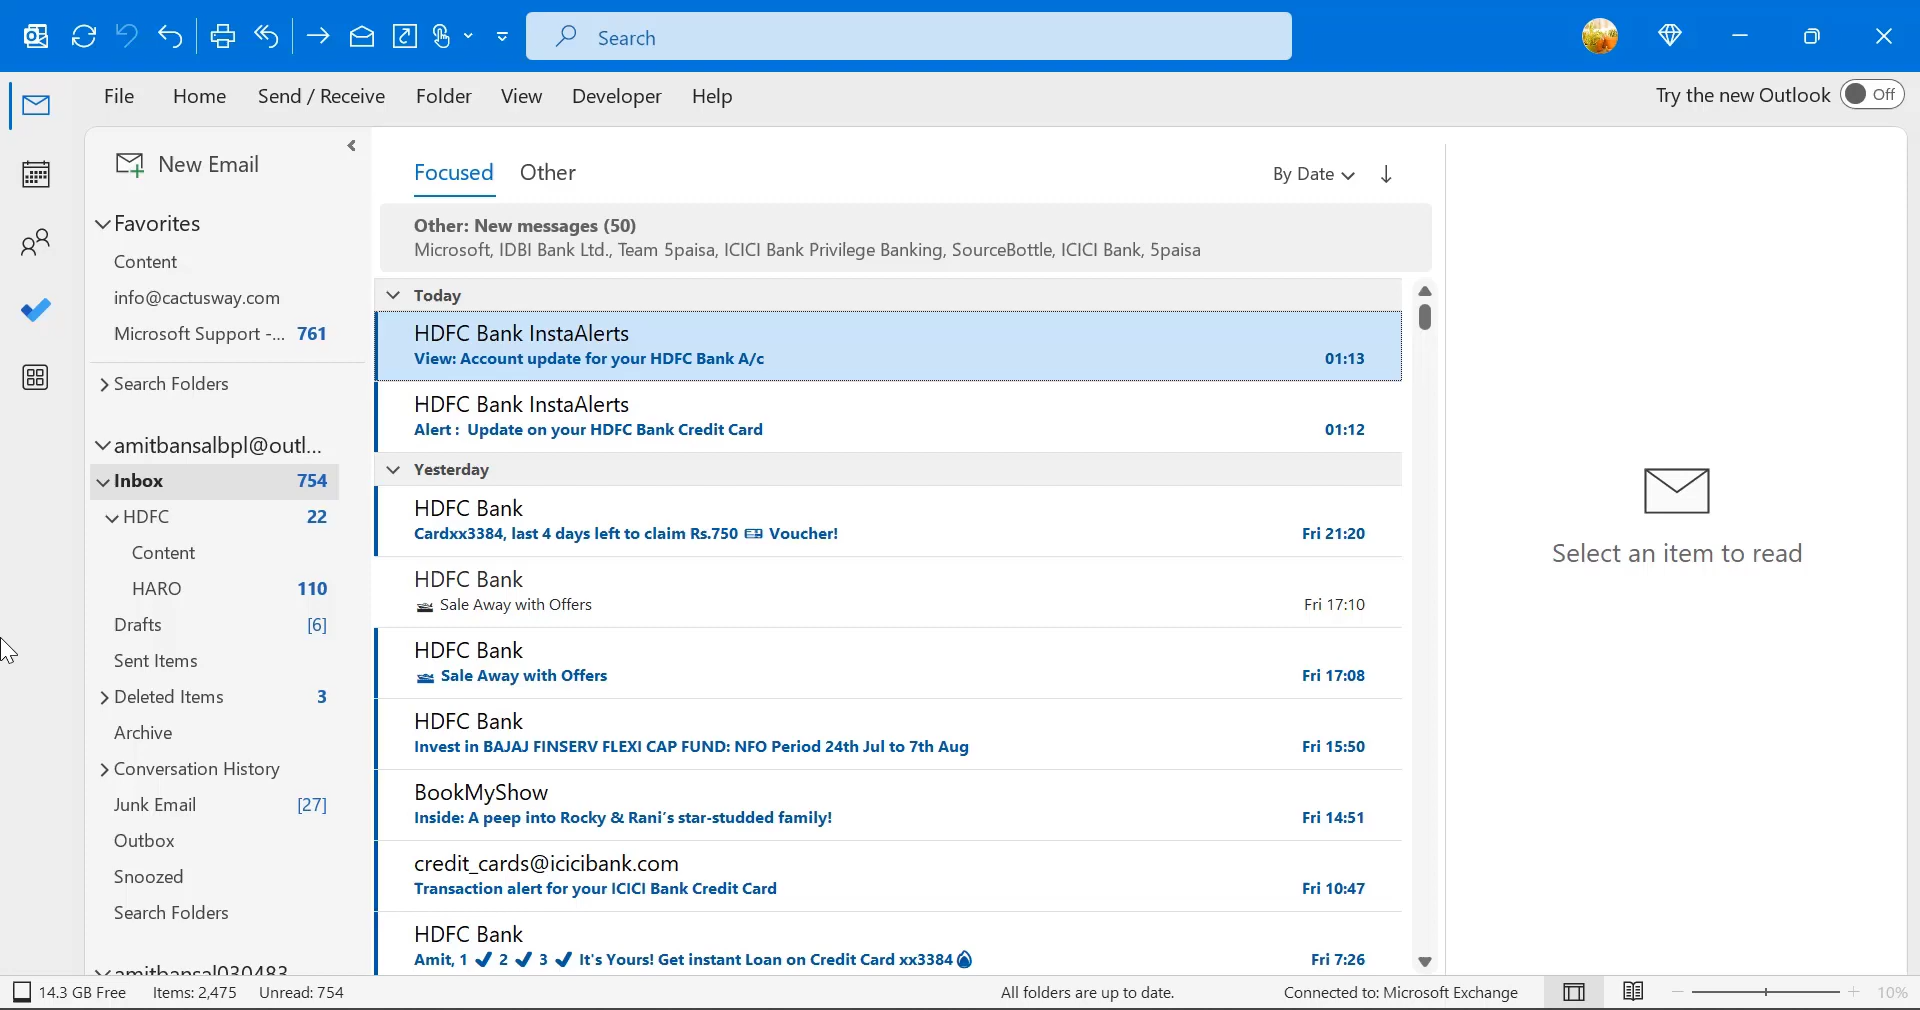 Search
File Home Send / Receive Folder View Developer Help
Try the new Outlook Off
New Email
Favorites
Content
info@cactusway.com
Microsoft Support -... 761
Search Folders
amitbansalbpl@outl...
Inbox 754
HDFC 22
Content
HARO 110
Drafts [6]
Sent Items
Deleted Items 3
Archive
Conversation History
Junk Email [27]
Outbox
Snoozed
Search Folders
amitbansal030483
Focused Other
By Date
Other: New messages (50)
Microsoft, IDBI Bank Ltd., Team 5paisa, ICICI Bank Privilege Banking, SourceBottle, ICICI Bank, 5paisa
Today
HDFC Bank InstaAlerts
View: Account update for your HDFC Bank A/c 01:13
HDFC Bank InstaAlerts
Alert : Update on your HDFC Bank Credit Card 01:12
Yesterday
HDFC Bank
Cardxx3384, last 4 days left to claim Rs.750 Voucher! Fri 21:20
HDFC Bank
Sale Away with Offers Fri 17:10
HDFC Bank
Sale Away with Offers Fri 17:08
HDFC Bank
Invest in BAJAJ FINSERV FLEXI CAP FUND: NFO Period 24th Jul to 7th Aug Fri 15:50
BookMyShow
Inside: A peep into Rocky & Rani's star-studded family! Fri 14:51
credit_cards@icicibank.com
Transaction alert for your ICICI Bank Credit Card Fri 10:47
HDFC Bank
Amit, 1 ✔ 2 ✔ 3 ✔ It's Yours! Get instant Loan on Credit Card xx3384 Fri 7:26
Select an item to read
14.3 GB Free Items: 2,475 Unread: 754 All folders are up to date. Connected to: Microsoft Exchange 10%